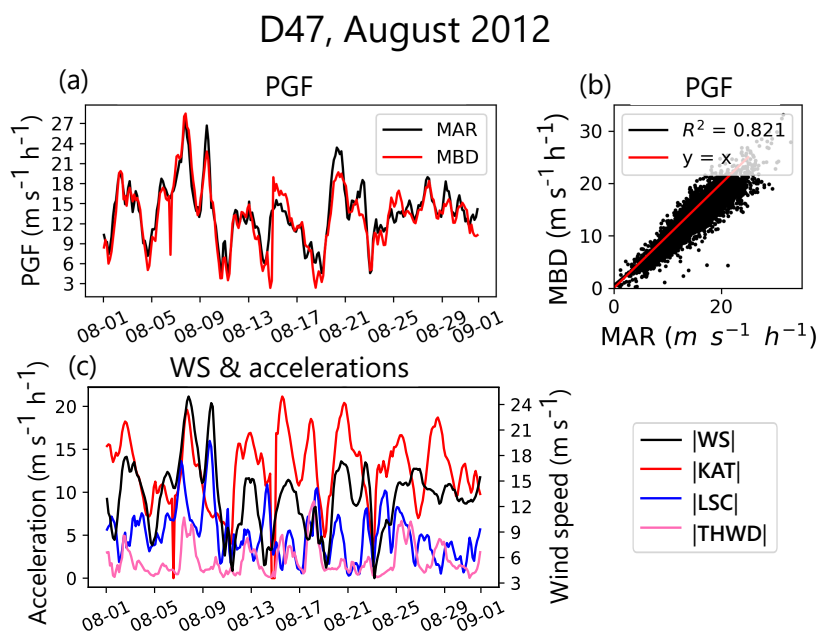 D47, August 2012
(a)
PGF
PGF (m s⁻¹ h⁻¹)
27
24
21
18
15
12
9
6
3
MAR
MBD
08-01
08-05
08-09
08-13
08-17
08-21
08-25
08-29
09-01
(b)
PGF
MBD (m s⁻¹ h⁻¹)
30
20
10
0
R² = 0.821
y = x
0
20
MAR (m s⁻¹ h⁻¹)
(c)
WS & accelerations
Acceleration (m s⁻¹ h⁻¹)
20
15
10
5
0
24
21
18
15
12
9
6
3
Wind speed (m s⁻¹)
08-01
08-05
08-09
08-13
08-17
08-21
08-25
08-29
09-01
|WS|
|KAT|
|LSC|
|THWD|